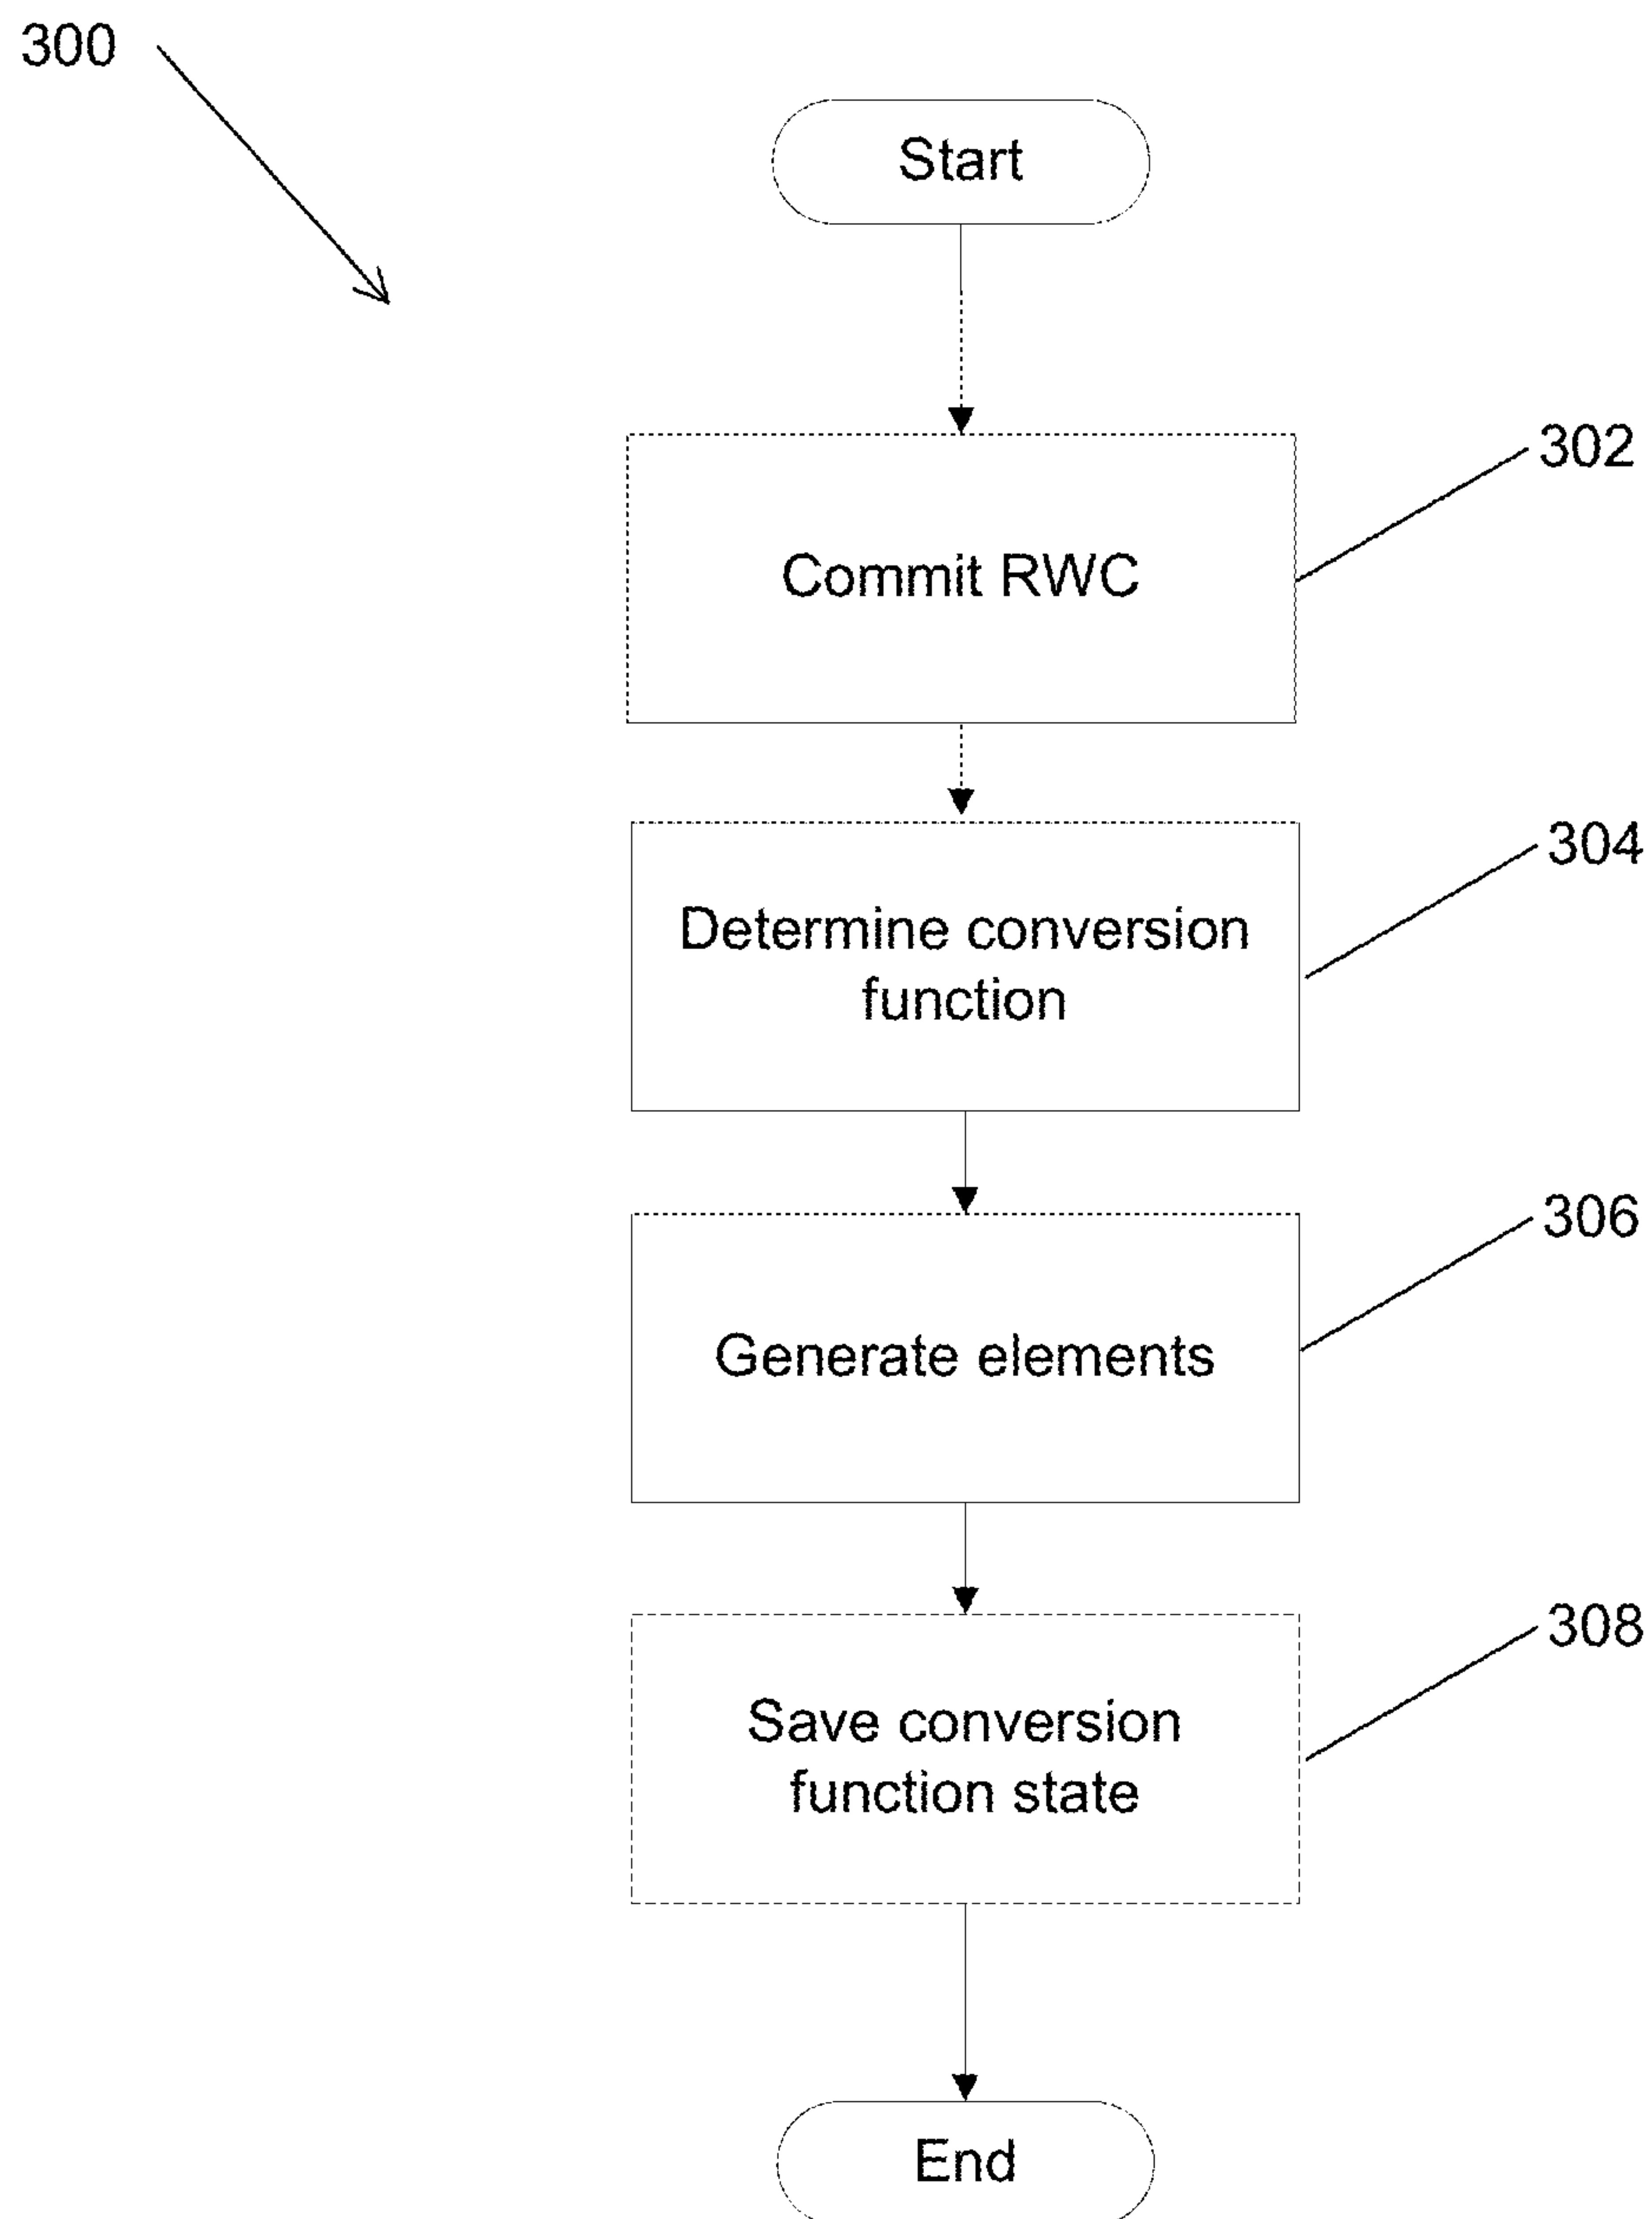 300
Start
302
Commit RWC
304
Determine conversion
function
306
Generate elements
308
Save conversion
function state
End